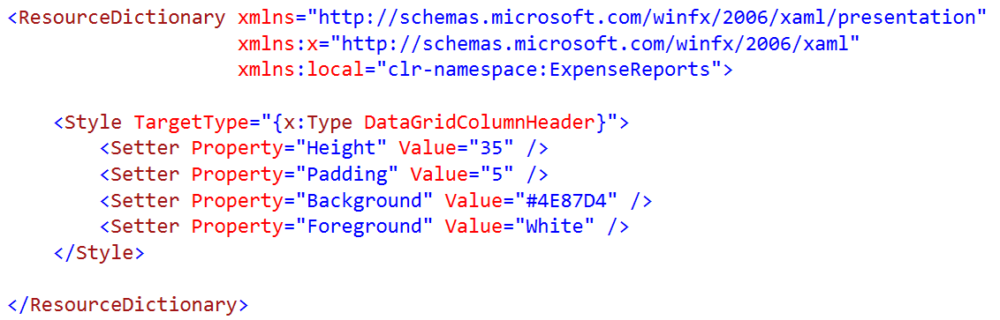 <ResourceDictionary xmlns="http://schemas.microsoft.com/winfx/2006/xaml/presentation"
                    xmlns:x="http://schemas.microsoft.com/winfx/2006/xaml"
                    xmlns:local="clr-namespace:ExpenseReports">

    <Style TargetType="{x:Type DataGridColumnHeader}">
        <Setter Property="Height" Value="35" />
        <Setter Property="Padding" Value="5" />
        <Setter Property="Background" Value="#4E87D4" />
        <Setter Property="Foreground" Value="White" />
    </Style>

</ResourceDictionary>